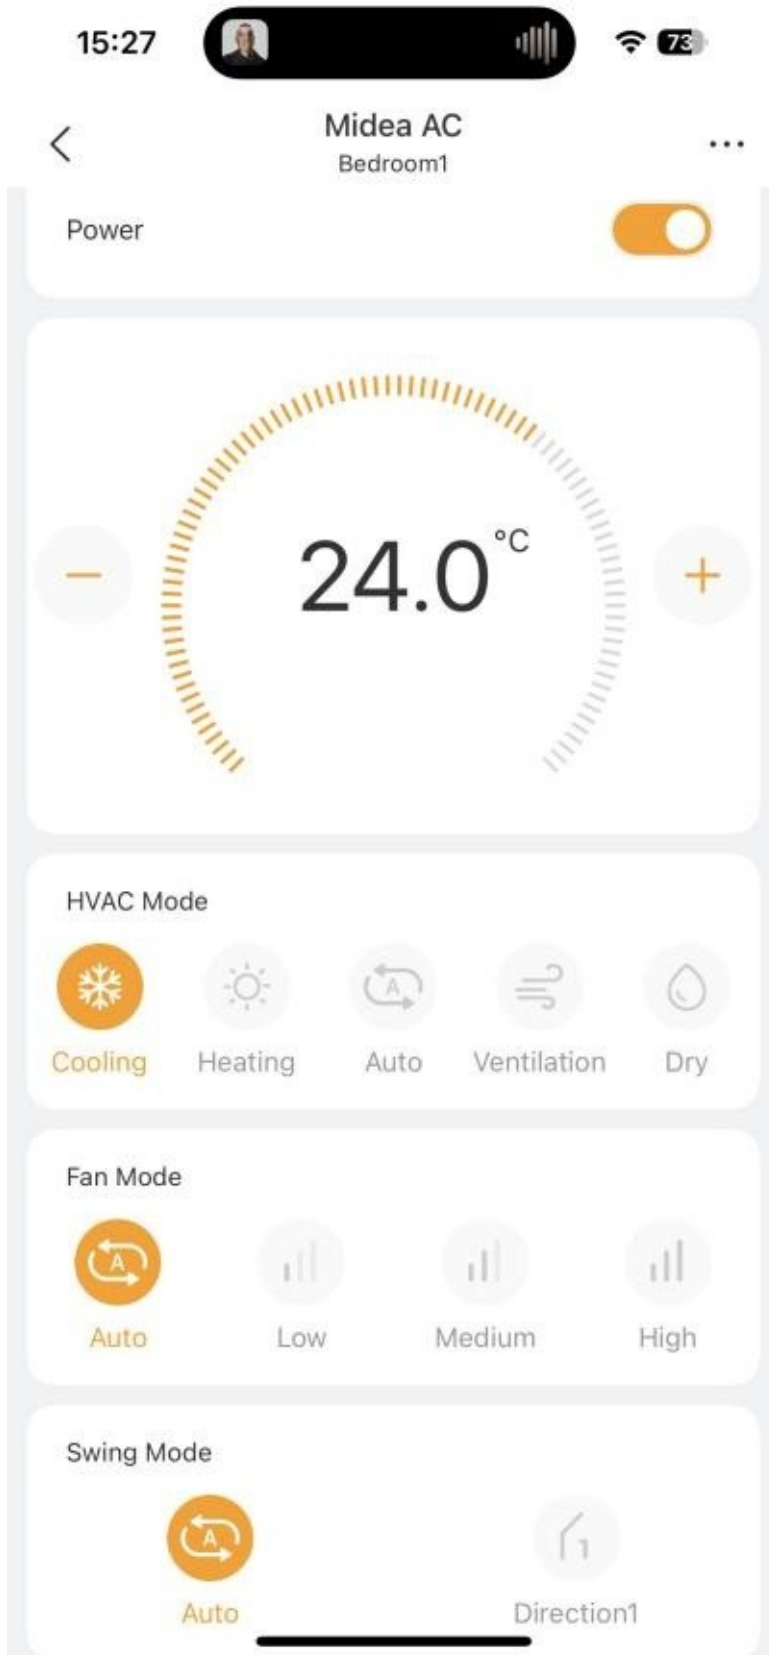 15:27
73
Midea AC
Bedroom1
Power
24.0°C
HVAC Mode
A
Cooling Heating Auto Ventilation Dry
Fan Mode
A
Auto Low Medium High
Swing Mode
A 1
Auto Direction1